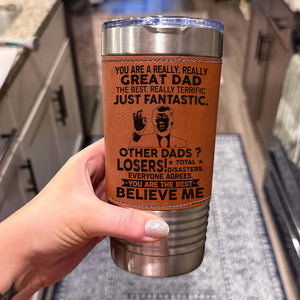 YOU ARE A REALLY, REALLY
GREAT DAD
THE BEST, REALLY TERRIFIC
JUST FANTASTIC.
OTHER DADS ?
LOSERS! TOTAL DISASTERS.
EVERYONE AGREES.
YOU ARE THE BEST
BELIEVE ME